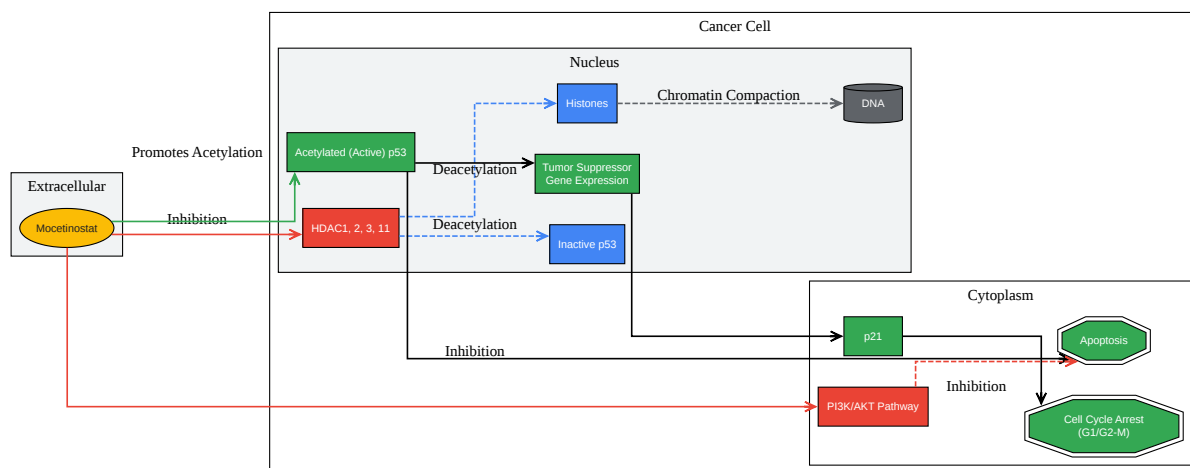 Cancer Cell
Nucleus
Histones
Chromatin Compaction
DNA
Promotes Acetylation
Acetylated (Active) p53
Deacetylation
Tumor Suppressor
Gene Expression
Extracellular
Mocetinostat
Inhibition
HDAC1, 2, 3, 11
Deacetylation
Inactive p53
Cytoplasm
p21
Apoptosis
Inhibition
Inhibition
PI3K/AKT Pathway
Cell Cycle Arrest
(G1/G2-M)